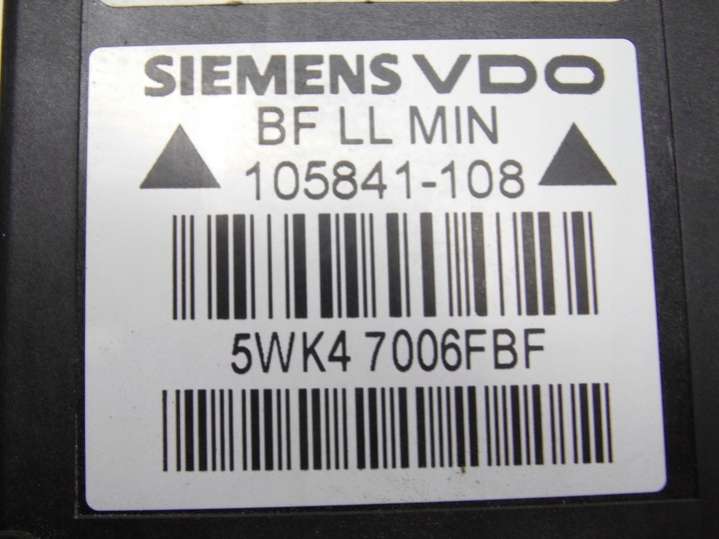 SIEMENS VDO
BF LL MIN
105841-108
5WK4 7006FBF